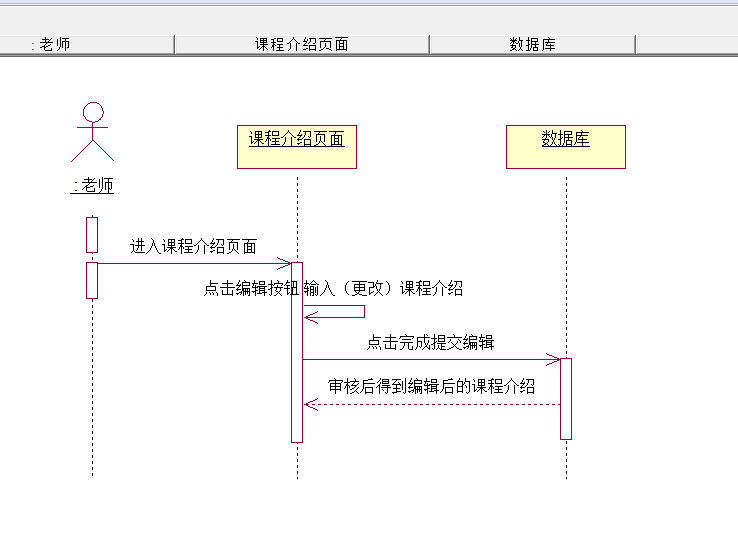 : 老师
课程介绍页面
数据库
课程介绍页面
数据库
: 老师
进入课程介绍页面
点击编辑按钮 输入（更改）课程介绍
点击完成提交编辑
审核后得到编辑后的课程介绍